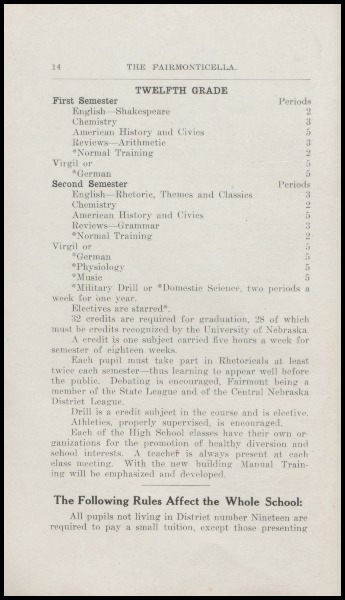 14 THE FAIRMONTICELLA.
TWELFTH GRADE
First Semester Periods
English—Shakespeare 2
Chemistry 3
American History and Civics 5
Reviews—Arithmetic 3
*Normal Training 2
Virgil or 5
*German 5
Second Semester Periods
English—Rhetoric, Themes and Classics 3
Chemistry 2
American History and Civics 5
Reviews—Grammar 3
*Normal Training 2
Virgil or 5
*German 5
*Physiology 5
*Music 5
*Military Drill or *Domestic Science, two periods a
week for one year.
Electives are starred*.
32 credits are required for graduation, 28 of which
must be credits recognized by the University of Nebraska.
A credit is one subject carried five hours a week for
semester of eighteen weeks.
Each pupil must take part in Rhetoricals at least
twice each semester—thus learning to appear well before
the public. Debating is encouraged, Fairmont being a
member of the State League and of the Central Nebraska
District League.
Drill is a credit subject in the course and is elective.
Athletics, properly supervised, is encouraged.
Each of the High School classes have their own or-
ganizations for the promotion of healthy diversion and
school interests. A teacher is always present at each
class meeting. With the new building Manual Train-
ing will be emphasized and developed.
The Following Rules Affect the Whole School:
All pupils not living in District number Nineteen are
required to pay a small tuition, except those presenting